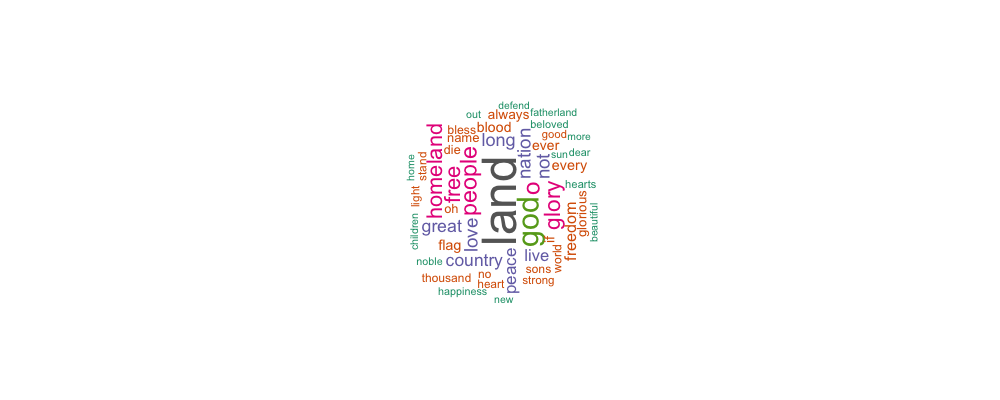 defend
out
always
fatherland
beloved
bless
blood
name
long
good
more
die
ever
nation
not
sun
dear
every
homeland
people
land
home
stand
free
light
oh
o
god
glory
hearts
glorious
beautiful
freedom
great
love
children
flag
if
live
world
noble
country
peace
sons
strong
thousand
no
heart
happiness
new